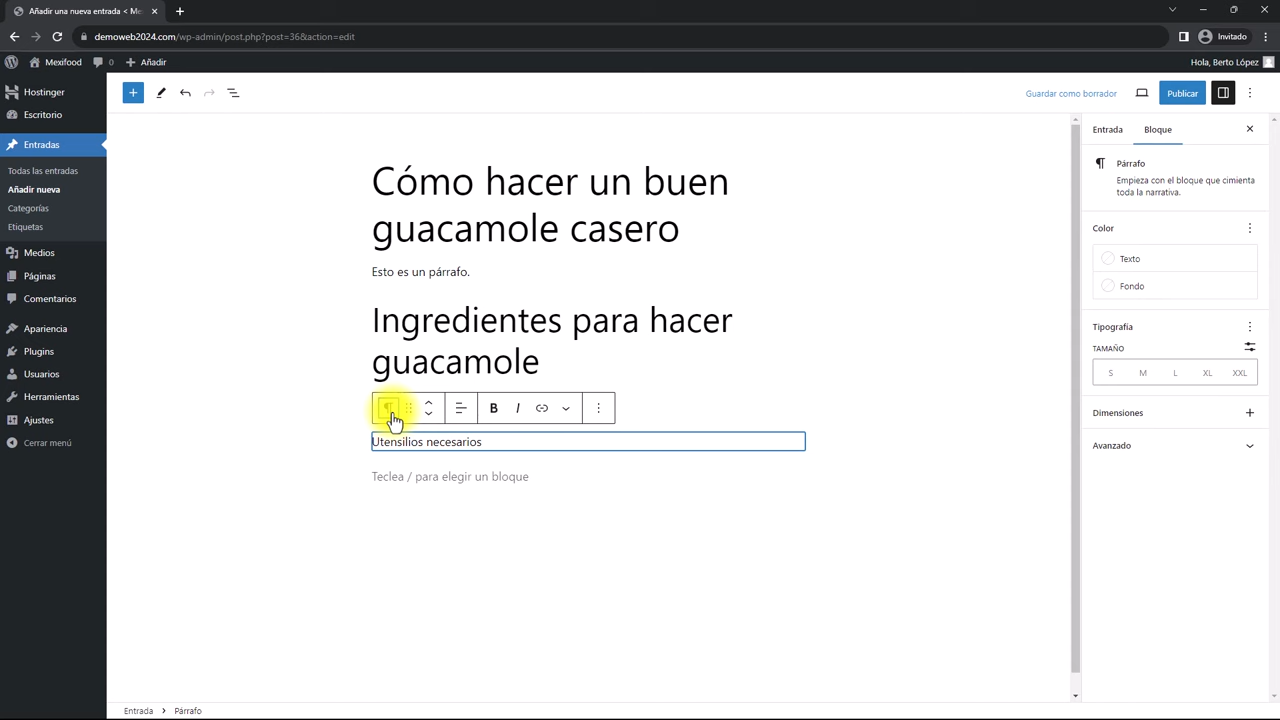 Añadir una nueva entrada < Me
demoweb2024.com/wp-admin/post.php?post=36&action=edit
Invitado
Mexifood
0
Añadir
Hola, Berto López
Hostinger
Escritorio
Entradas
Todas las entradas
Añadir nueva
Categorías
Etiquetas
Medios
Páginas
Comentarios
Apariencia
Plugins
Usuarios
Herramientas
Ajustes
Cerrar menú
Guardar como borrador
Publicar
Cómo hacer un buen
guacamole casero
Esto es un párrafo.
Ingredientes para hacer
guacamole
B I
Utensilios necesarios
Teclea / para elegir un bloque
Entrada
Bloque
Párrafo
Empieza con el bloque que cimienta
toda la narrativa.
Color
Texto
Fondo
Tipografía
TAMAÑO
S M L XL XXL
Dimensiones
Avanzado
Entrada > Párrafo